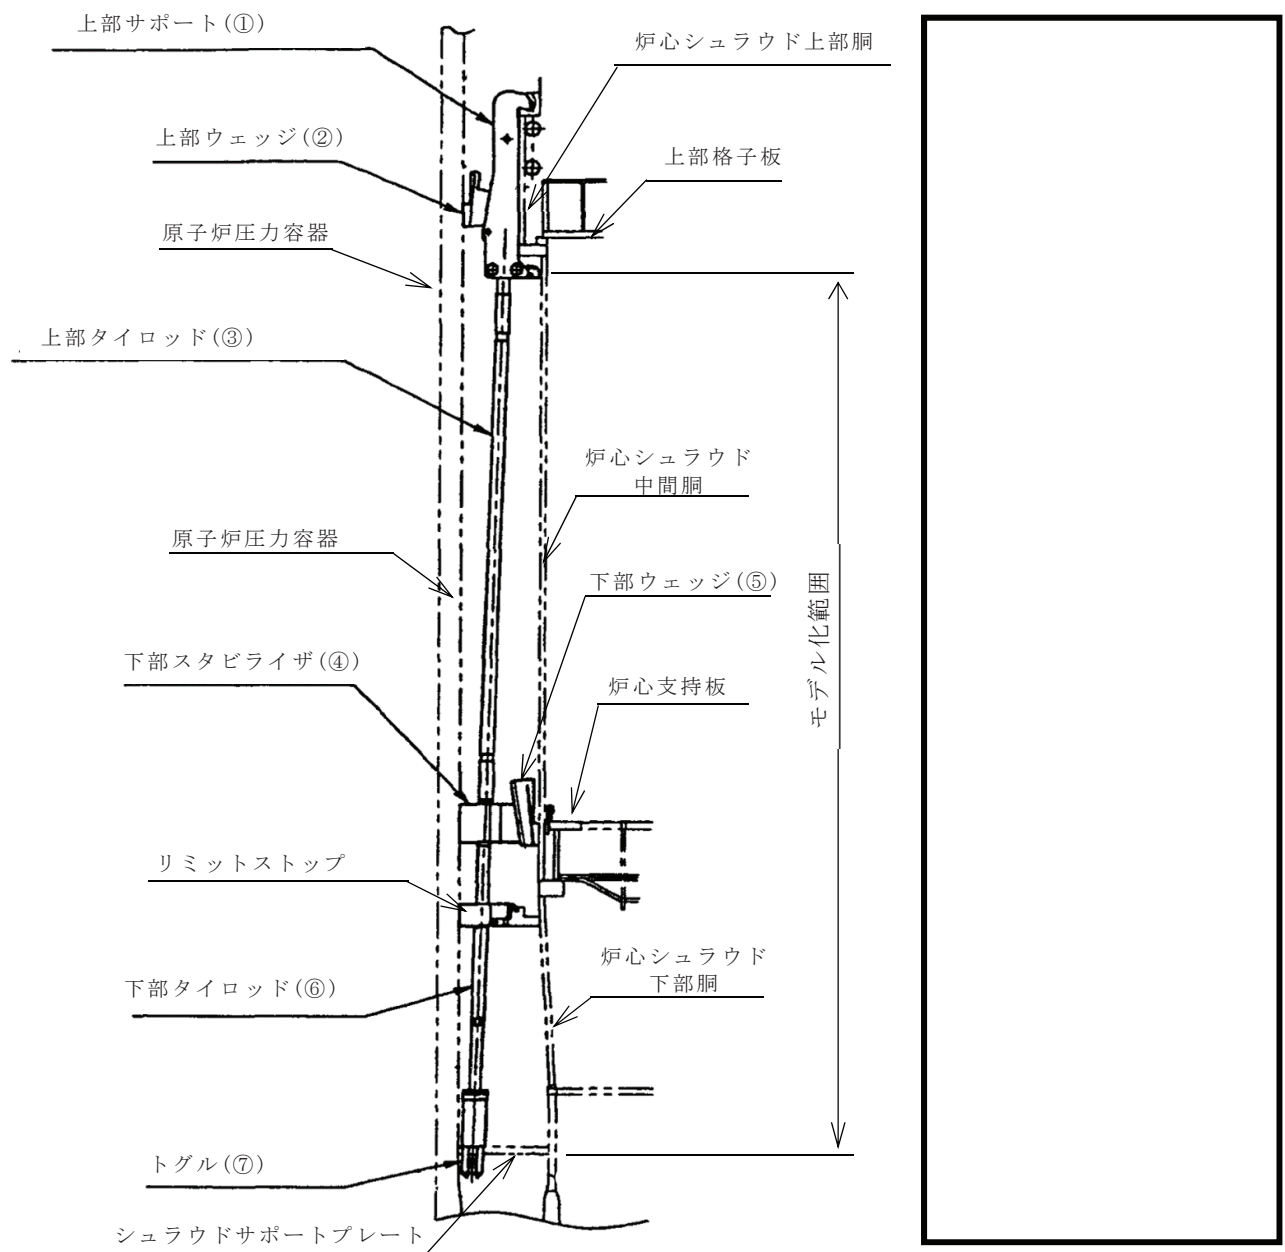 上部サポート(①)
炉心シュラウド上部胴
上部ウェッジ(②)
上部格子板
原子炉圧力容器
上部タイロッド(③)
炉心シュラウド
中間胴
原子炉圧力容器
下部ウェッジ(⑤)
モデル化範囲
下部スタビライザ(④)
炉心支持板
リミットストップ
炉心シュラウド
下部胴
下部タイロッド(⑥)
トグル(⑦)
シュラウドサポートプレート